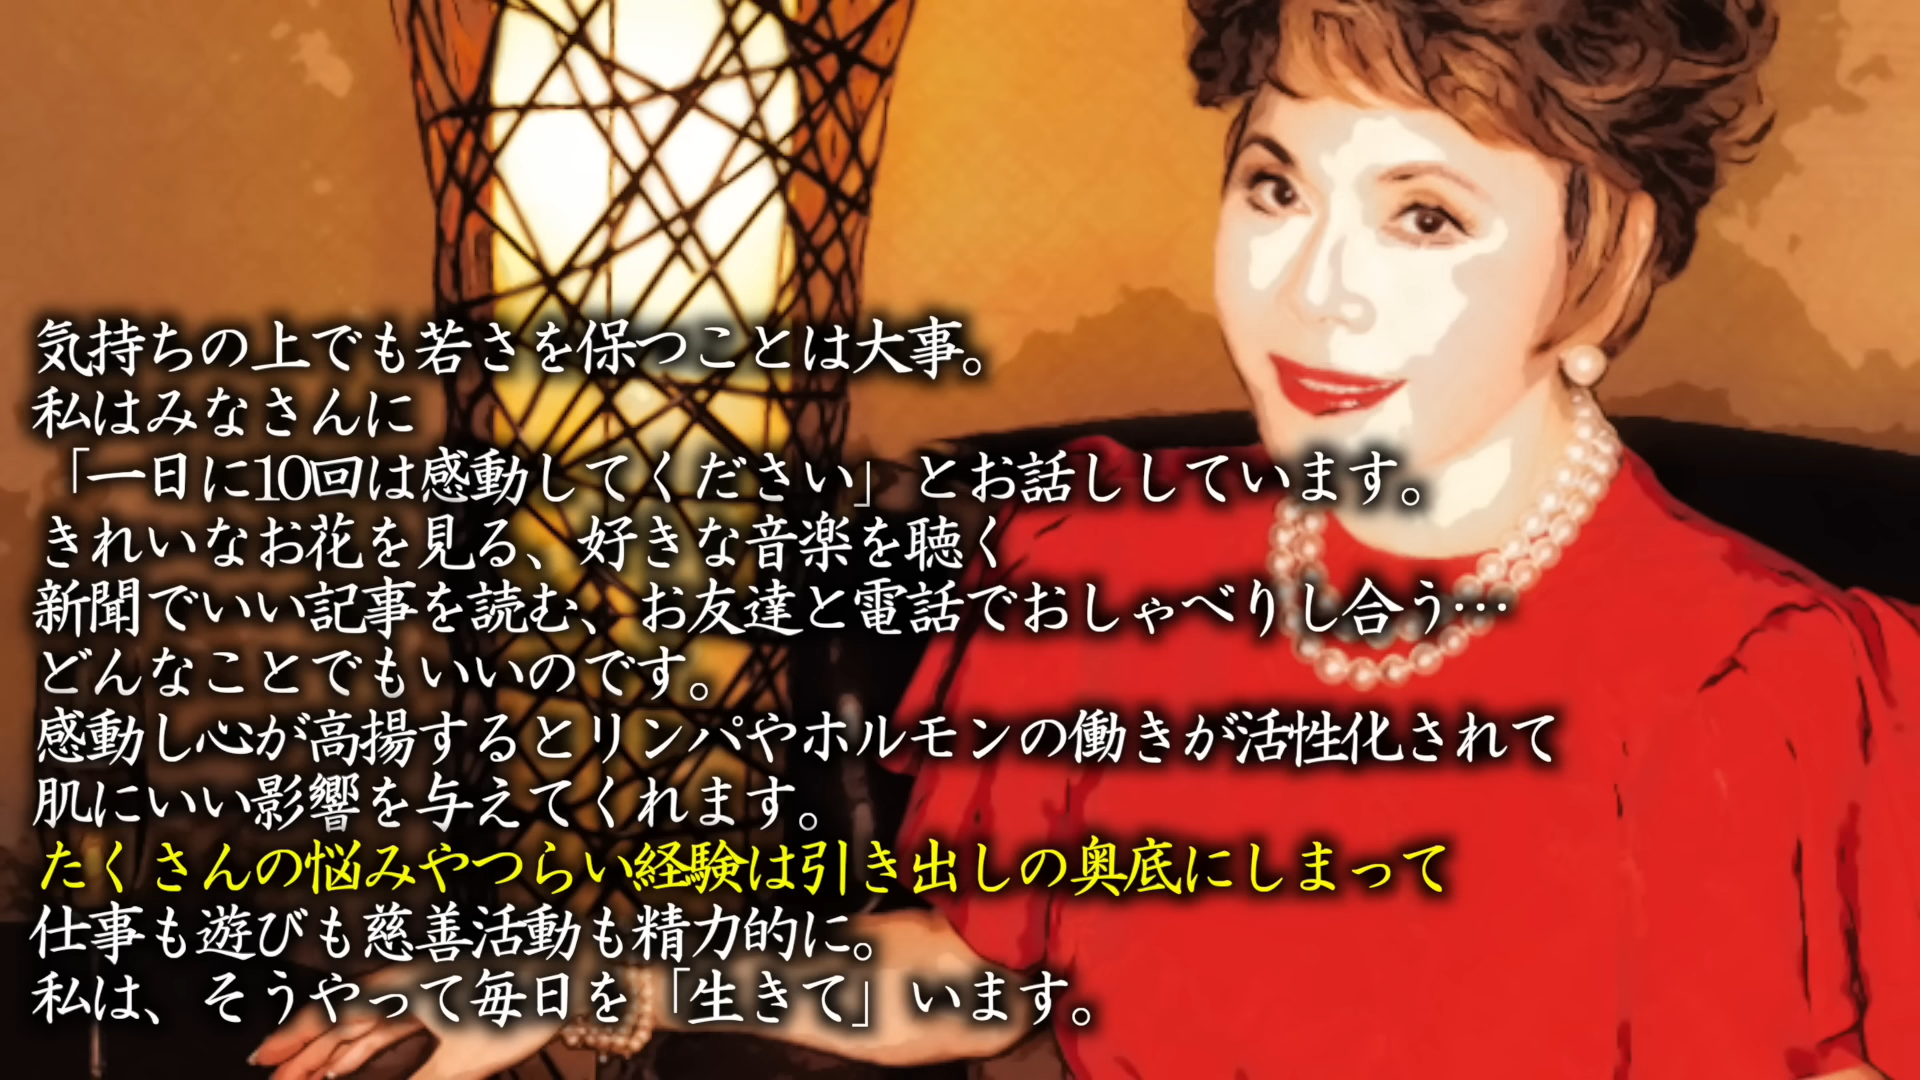 気持ちの上でも若さを保つことは大事。
私はみなさんに
「一日に10回は感動してください」とお話ししています。
きれいなお花を見る、好きな音楽を聴く
新聞でいい記事を読む、お友達と電話でおしゃべりし合う…
どんなことでもいいのです。
感動し心が高揚するとリンパやホルモンの働きが活性化されて
肌にいい影響を与えてくれます。
たくさんの悩みやつらい経験は引き出しの奥底にしまって
仕事も遊びも慈善活動も精力的に。
私は、そうやって毎日を「生きて」います。